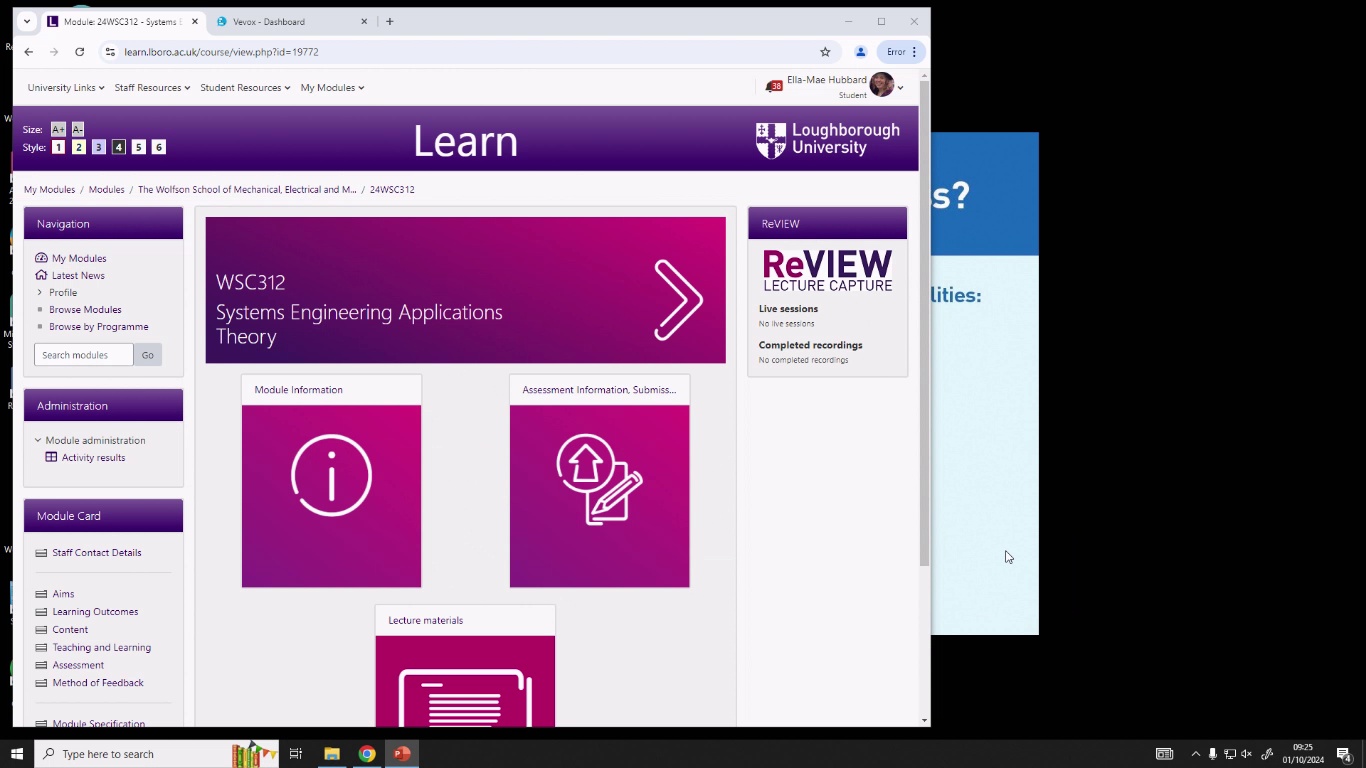 Module: 24WSC312 - Systems E
Vevox - Dashboard
learn.lboro.ac.uk/course/view.php?id=19772
Error
University Links
Staff Resources
Student Resources
My Modules
38
Ella-Mae Hubbard
Student
Size: A+ A-
Style: 1 2 3 4 5 6
Learn
Loughborough
University
My Modules / Modules / The Wolfson School of Mechanical, Electrical and M... / 24WSC312
Navigation
My Modules
Latest News
Profile
Browse Modules
Browse by Programme
Search modules
Go
Administration
Module administration
Activity results
Module Card
Staff Contact Details
Aims
Learning Outcomes
Content
Teaching and Learning
Assessment
Method of Feedback
Module Specification
WSC312
Systems Engineering Applications
Theory
Module Information
Assessment Information, Submiss...
Lecture materials
ReVIEW
ReVIEW
LECTURE CAPTURE
Live sessions
No live sessions
Completed recordings
No completed recordings
s?
lities:
Type here to search
09:25
01/10/2024
4